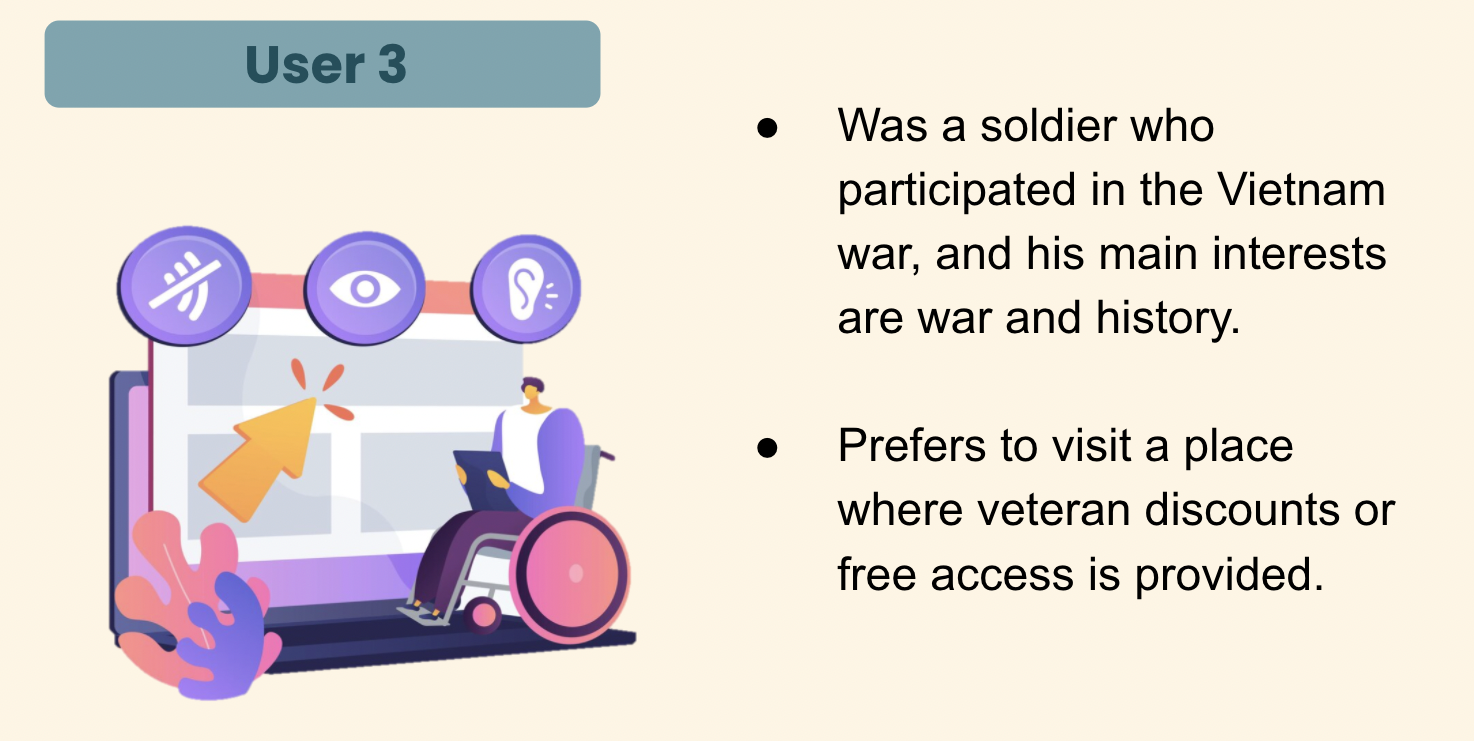 User 3
● Was a soldier who
participated in the Vietnam
war, and his main interests
are war and history.
● Prefers to visit a place
where veteran discounts or
free access is provided.